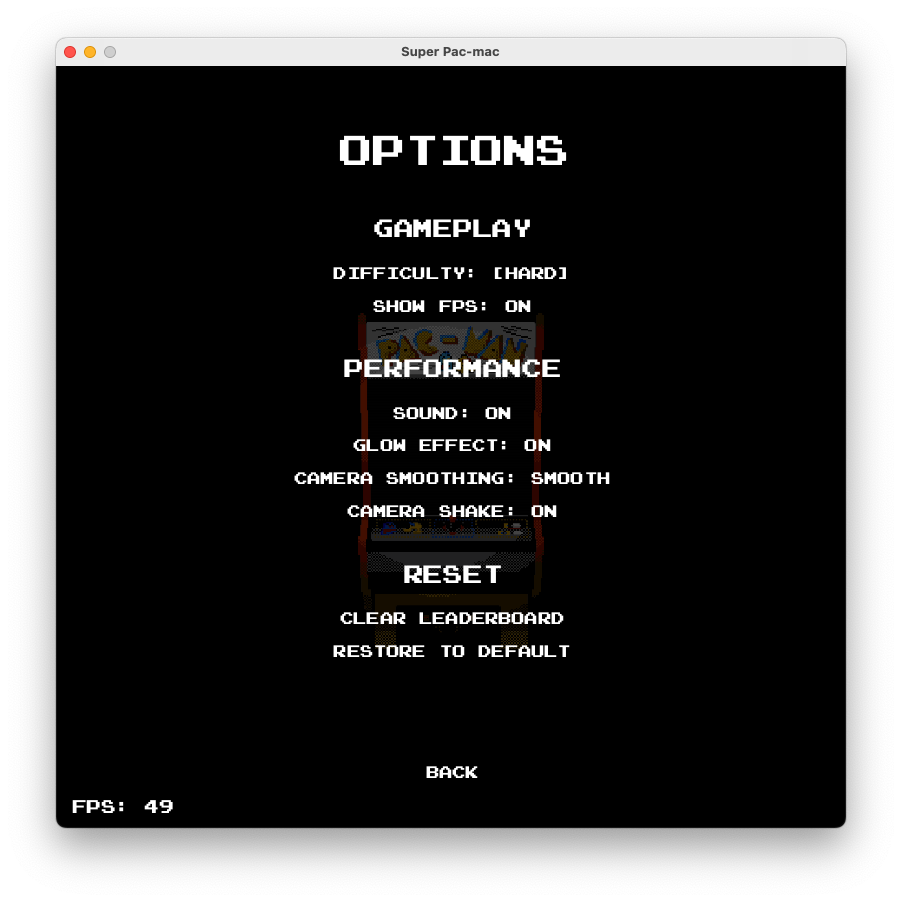 Super Pac-mac
OPTIONS
GAMEPLAY
DIFFICULTY: [HARD]
SHOW FPS: ON
PAC-MAN
PERFORMANCE
SOUND: ON
GLOW EFFECT: ON
CAMERA SMOOTHING: SMOOTH
CAMERA SHAKE: ON
RESET
CLEAR LEADERBOARD
RESTORE TO DEFAULT
BACK
FPS: 49